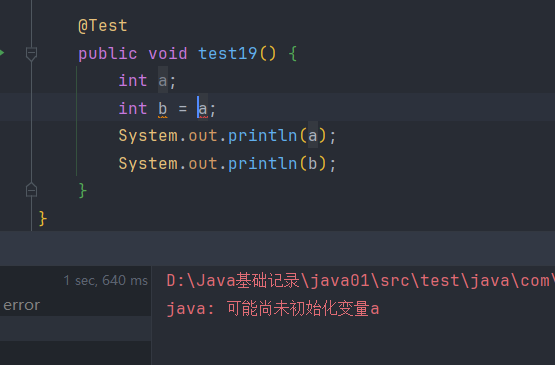 @Test
public void test19() {
int a;
int b = a;
System.out.println(a);
System.out.println(b);
}
}
1 sec, 640 ms
D:\Java基础记录\java01\src\test\java\com\
error
java: 可能尚未初始化变量a